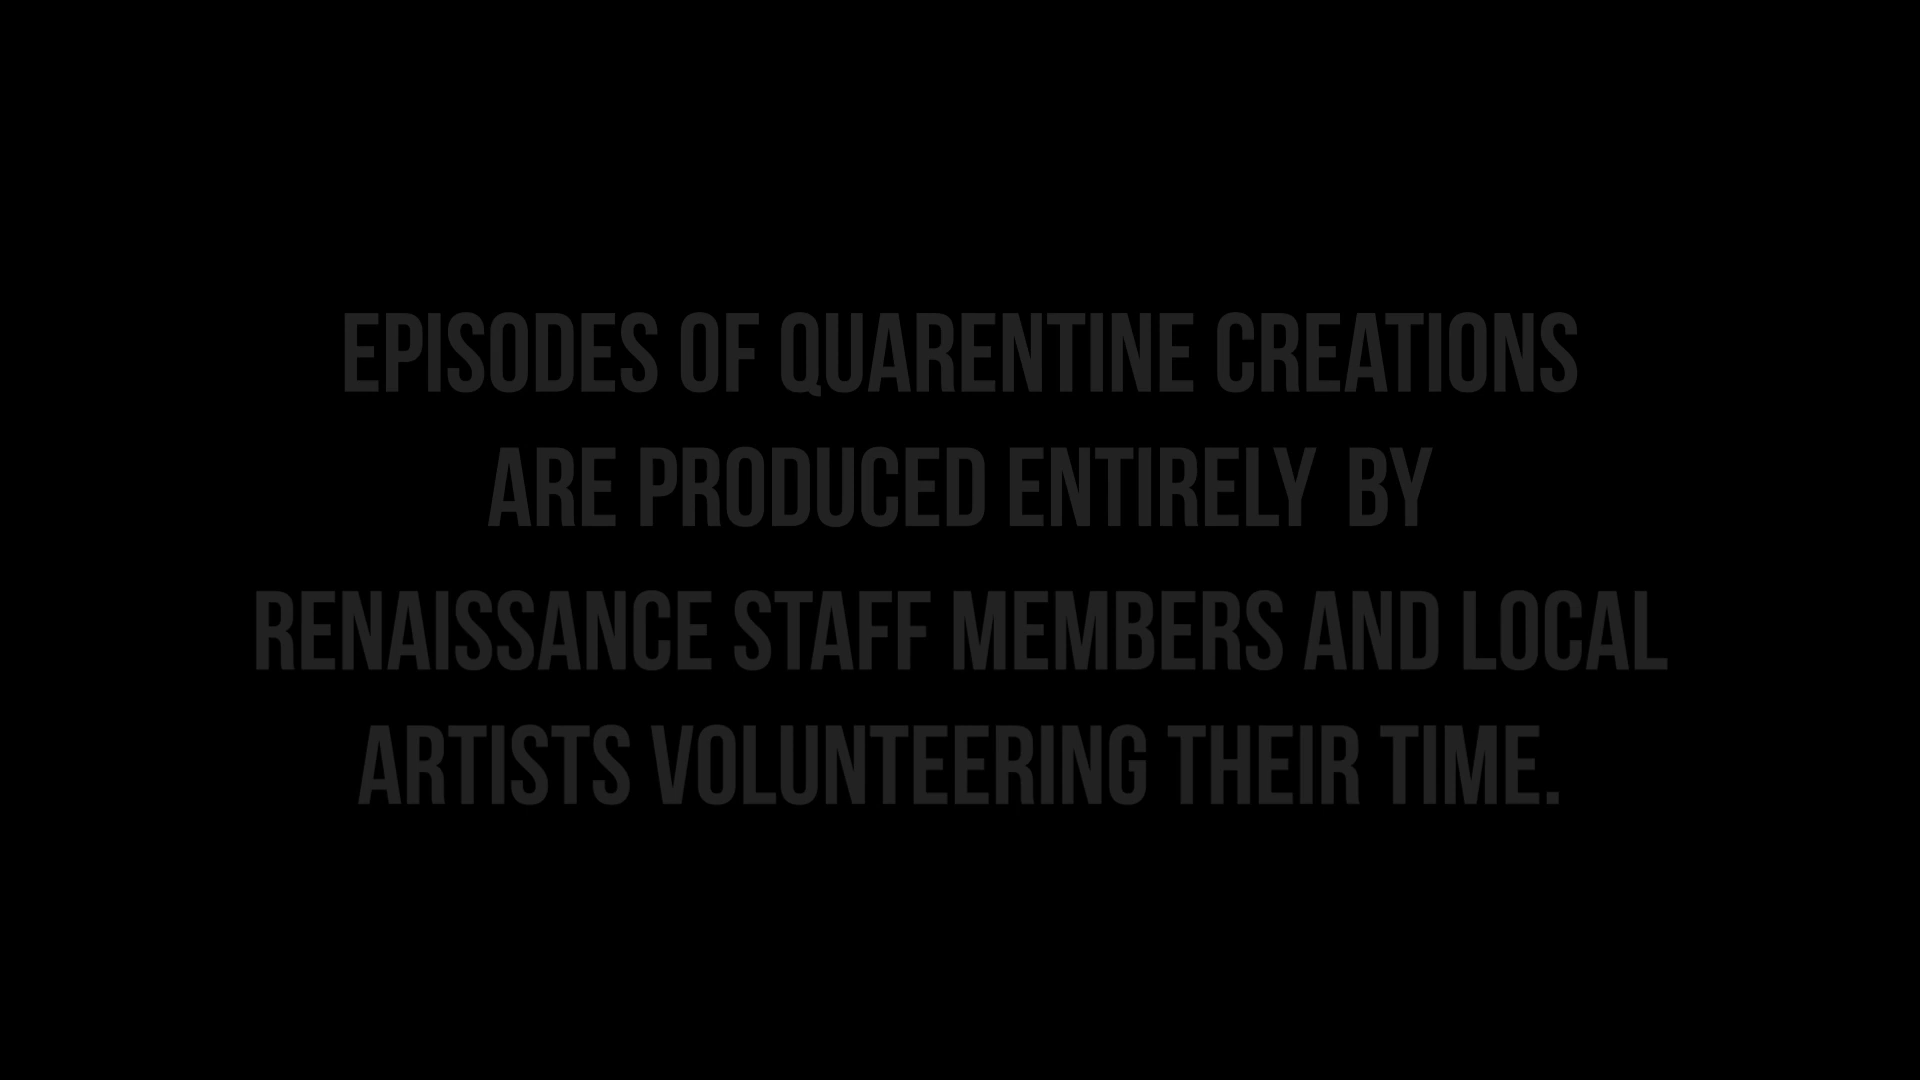 EPISODES OF QUARENTINE CREATIONS
ARE PRODUCED ENTIRELY BY
RENAISSANCE STAFF MEMBERS AND LOCAL
ARTISTS VOLUNTEERING THEIR TIME.